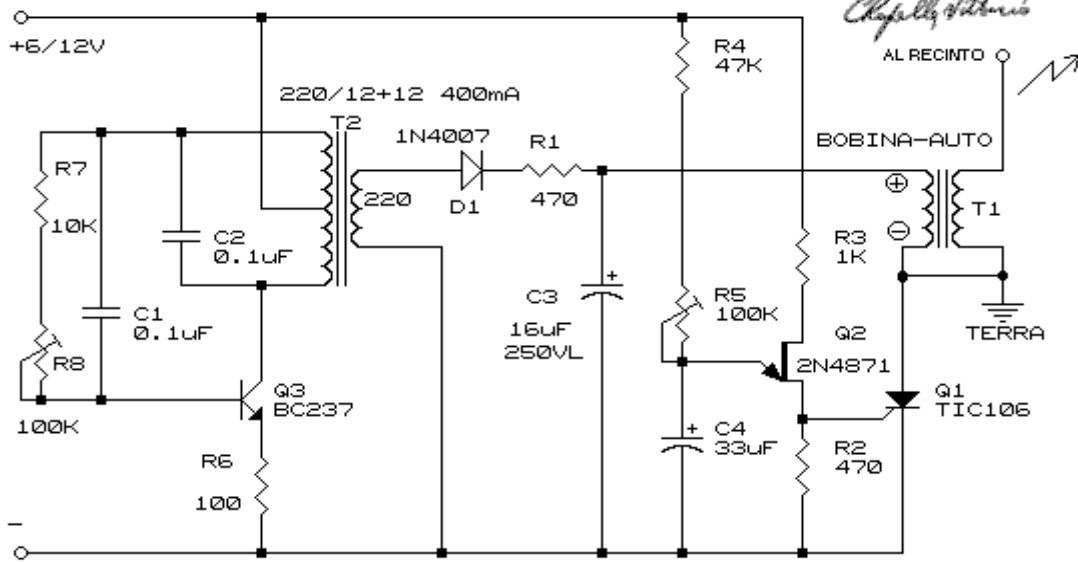 +6/12V
220/12+12 400mA
T2
R7
10K
C2
0.1uF
C1
0.1uF
R8
100K
Q3
BC237
R6
100
-
220
1N4007
D1
R1
470
C3
+
16uF
250VL
R4
47K
R5
100K
C4
+
33uF
R3
1K
Q2
2N4871
R2
470
AL RECINTO
BOBINA-AUTO
+
-
T1
TERRA
Q1
TIC106